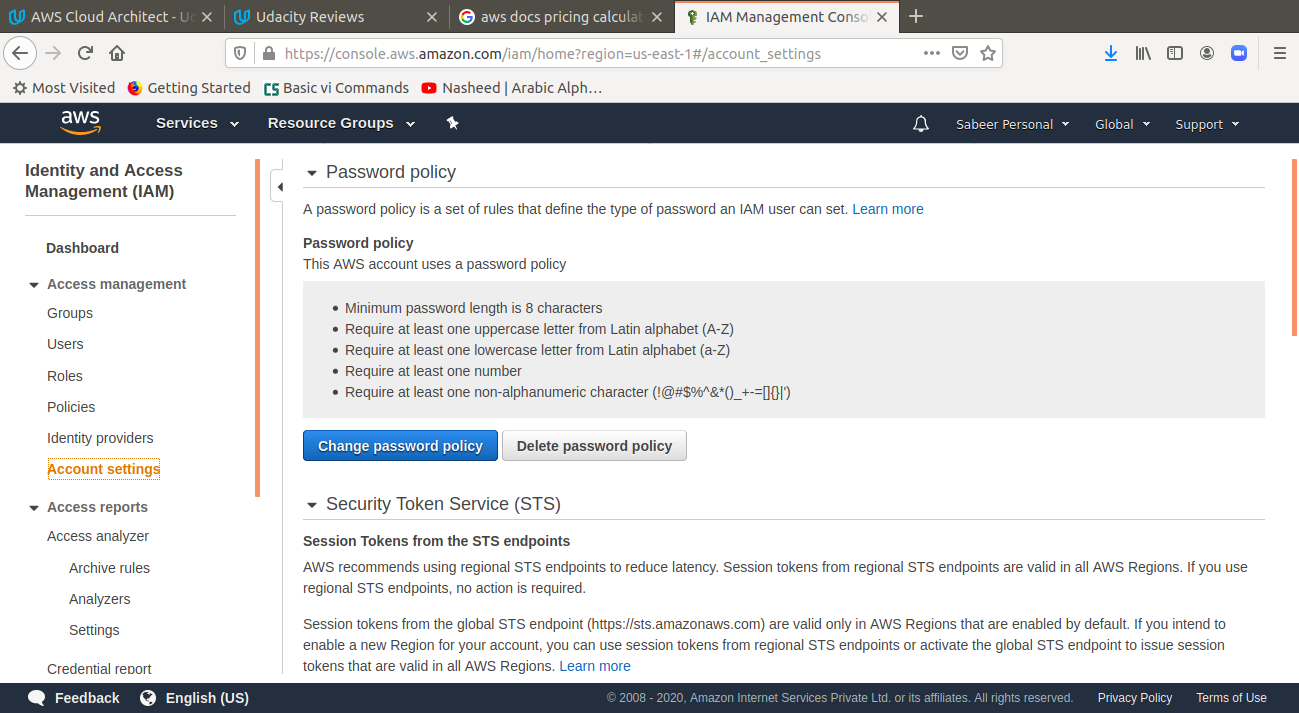 AWS Cloud Architect - Ud
Udacity Reviews
aws docs pricing calculat
IAM Management Conso
https://console.aws.amazon.com/iam/home?region=us-east-1#/account_settings
Most Visited
Getting Started
CS Basic vi Commands
Nasheed | Arabic Alph…
aws
Services
Resource Groups
Sabeer Personal
Global
Support
Identity and Access
Management (IAM)
Dashboard
Access management
Groups
Users
Roles
Policies
Identity providers
Account settings
Access reports
Access analyzer
Archive rules
Analyzers
Settings
Credential report
Password policy
A password policy is a set of rules that define the type of password an IAM user can set. Learn more
Password policy
This AWS account uses a password policy
• Minimum password length is 8 characters
• Require at least one uppercase letter from Latin alphabet (A-Z)
• Require at least one lowercase letter from Latin alphabet (a-Z)
• Require at least one number
• Require at least one non-alphanumeric character (!@#$%^&*()_+-=[]{}|')
Change password policy
Delete password policy
Security Token Service (STS)
Session Tokens from the STS endpoints
AWS recommends using regional STS endpoints to reduce latency. Session tokens from regional STS endpoints are valid in all AWS Regions. If you use
regional STS endpoints, no action is required.
Session tokens from the global STS endpoint (https://sts.amazonaws.com) are valid only in AWS Regions that are enabled by default. If you intend to
enable a new Region for your account, you can use session tokens from regional STS endpoints or activate the global STS endpoint to issue session
tokens that are valid in all AWS Regions. Learn more
Feedback
English (US)
© 2008 - 2020, Amazon Internet Services Private Ltd. or its affiliates. All rights reserved.
Privacy Policy
Terms of Use